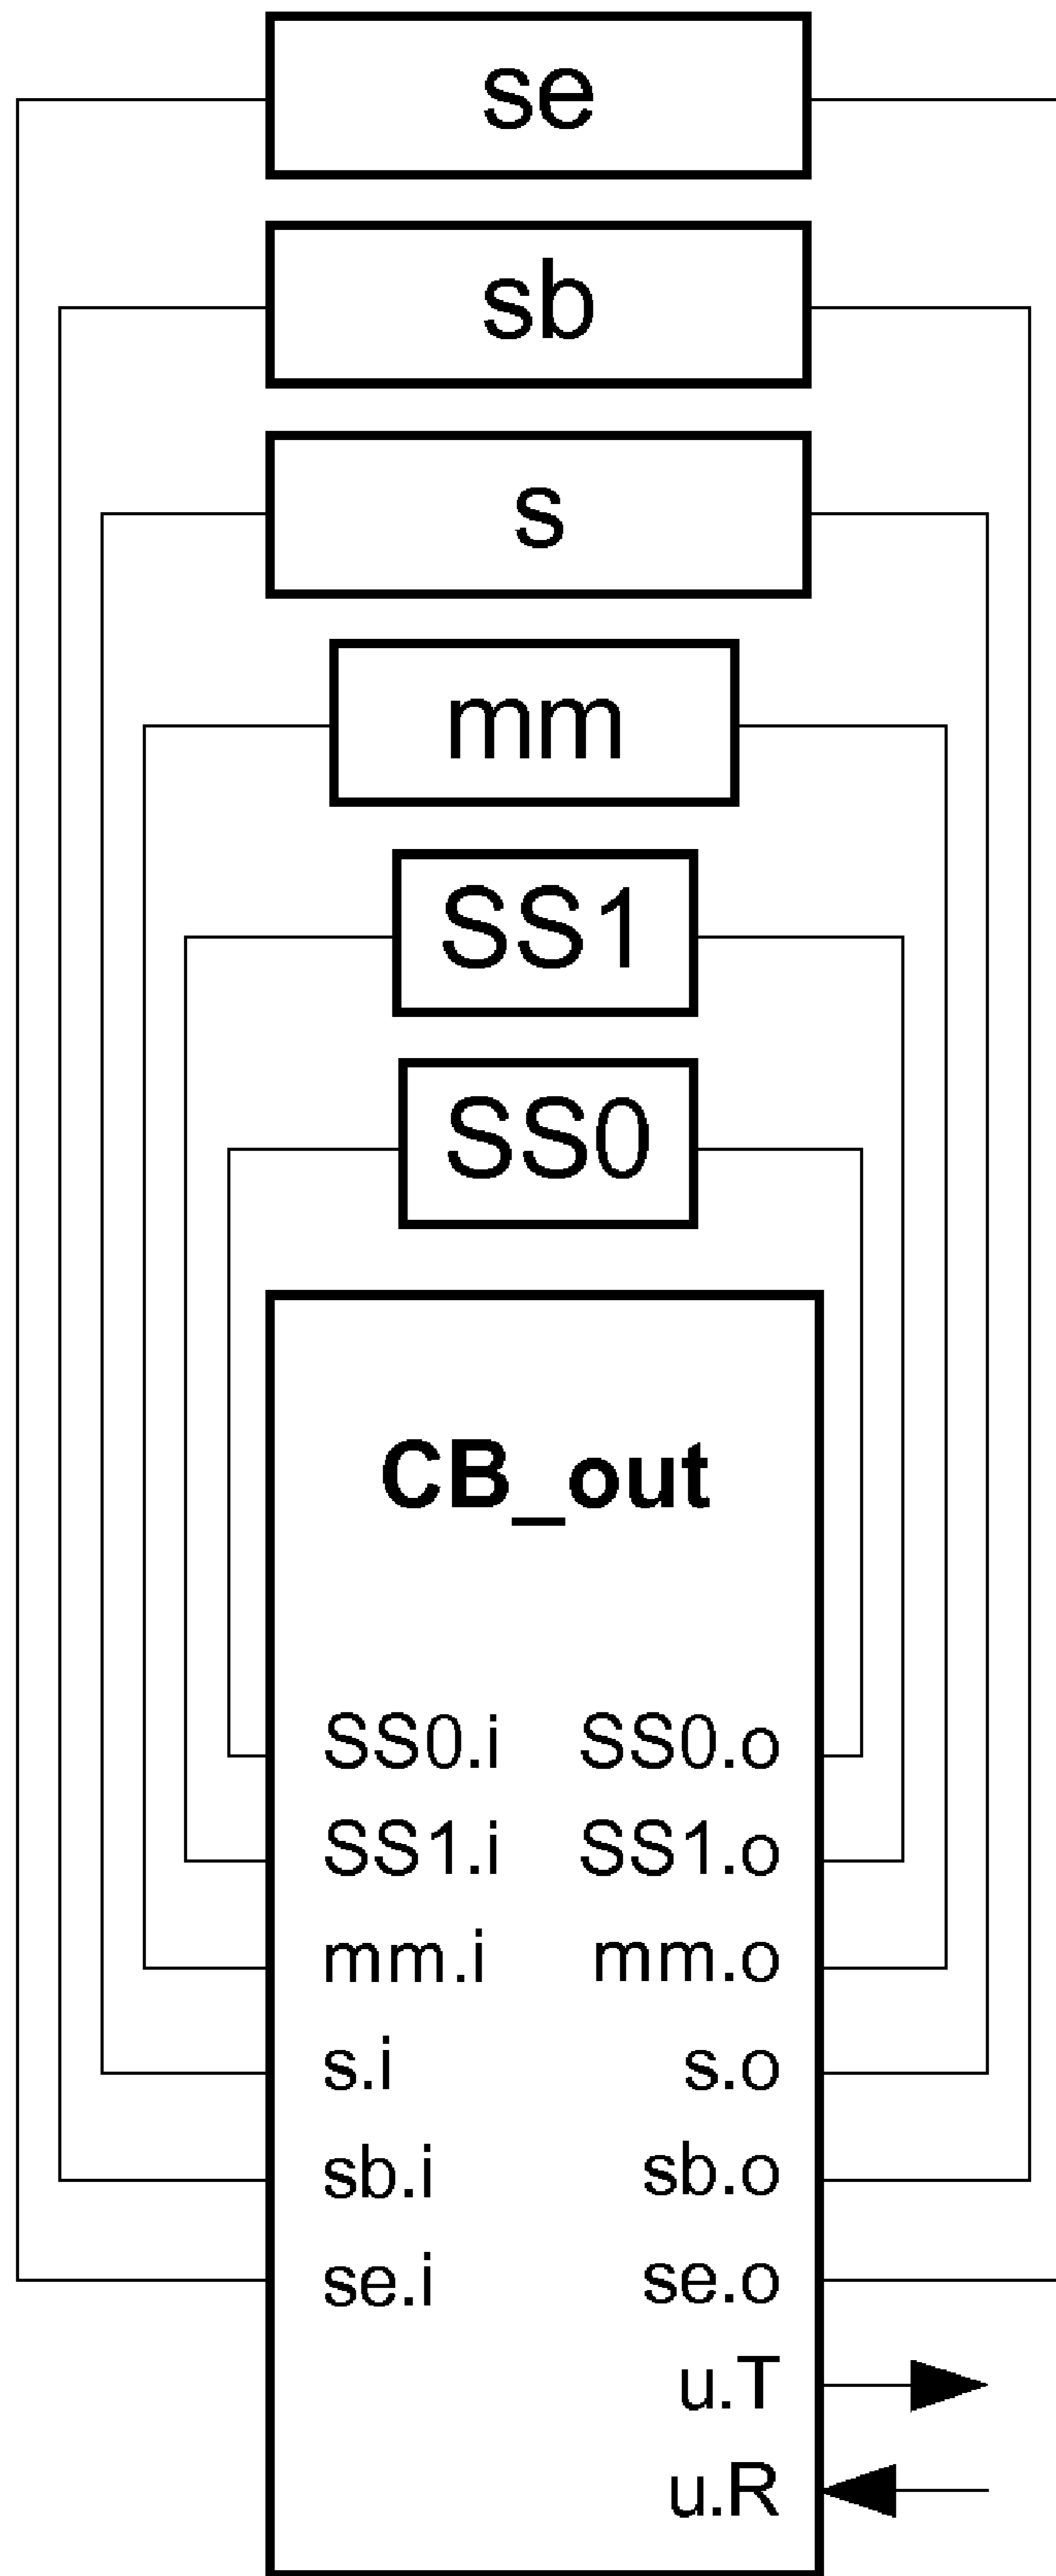 se
sb
s
mm
SS1
SS0
CB_out
SS0.i SS0.o
SS1.i SS1.o
mm.i mm.o
s.i s.o
sb.i sb.o
se.i se.o
u.T
u.R